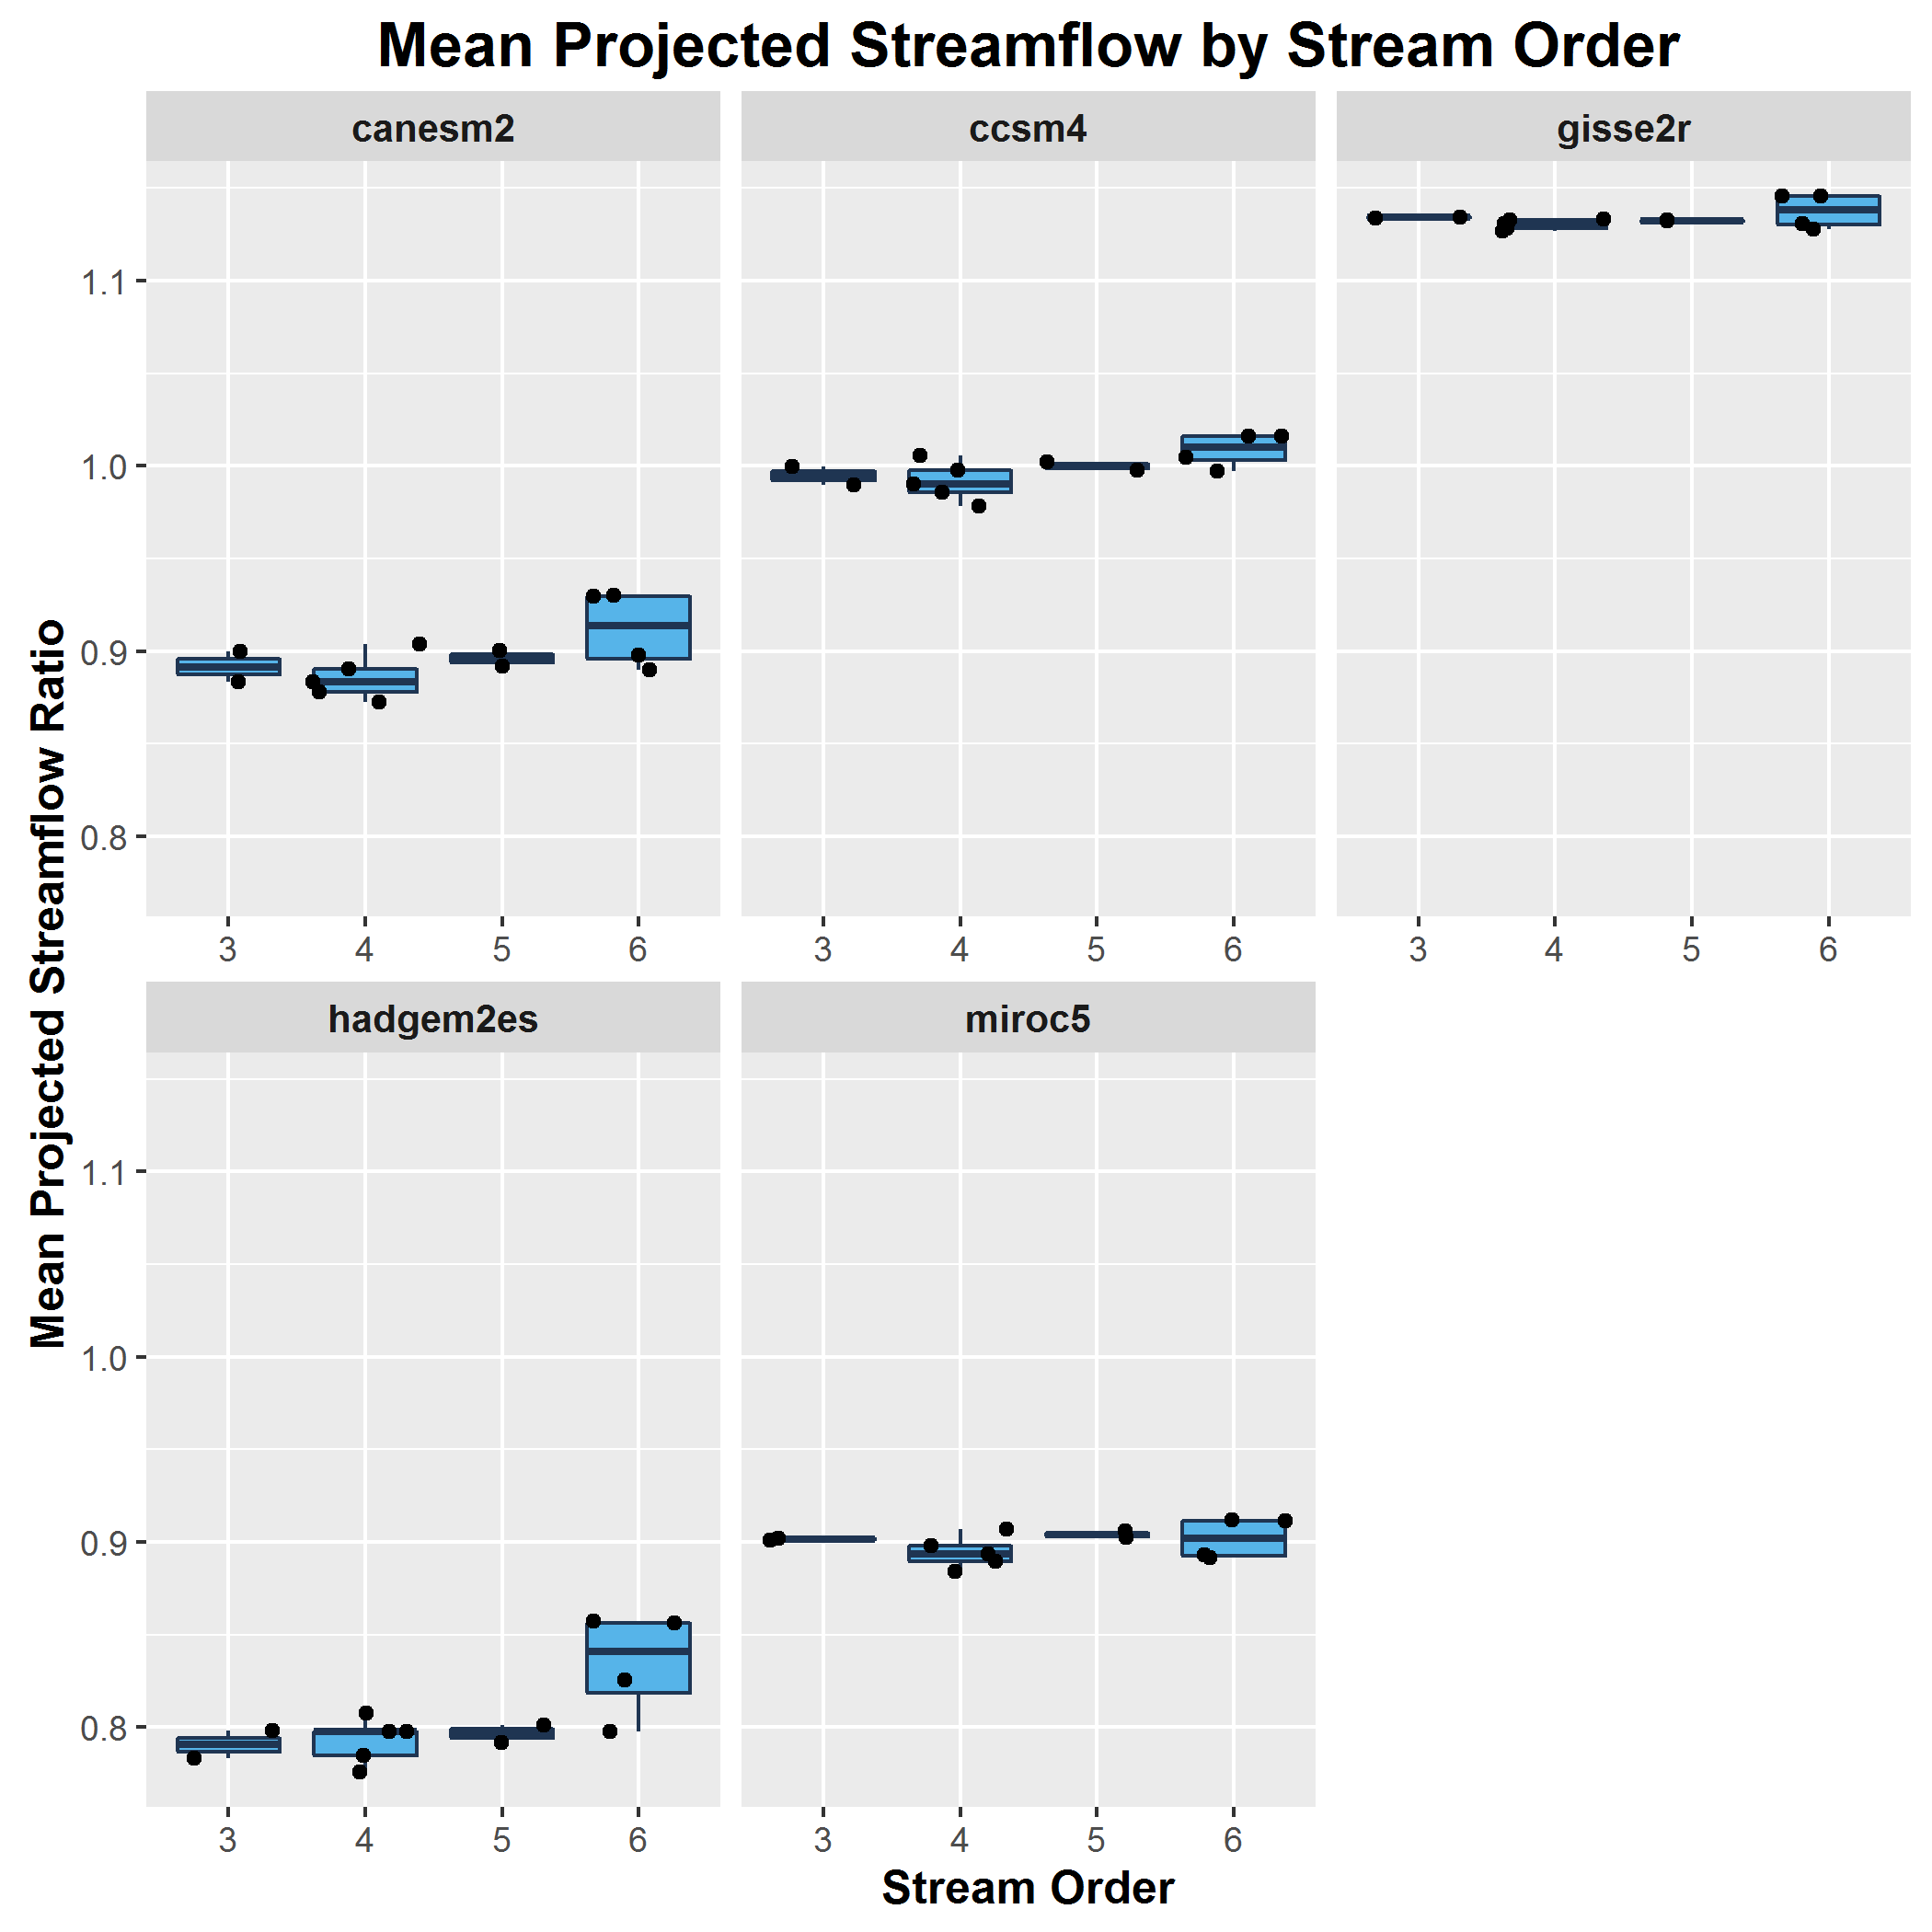 Mean Projected Streamflow by Stream Order
canesm2
ccsm4
gisse2r
Mean Projected Streamflow Ratio
1.1
1.0
0.9
0.8
3 4 5 6
3 4 5 6
3 4 5 6
hadgem2es
miroc5
1.1
1.0
0.9
0.8
3 4 5 6
3 4 5 6
Stream Order